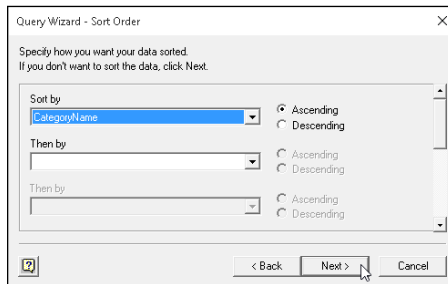 Query Wizard - Sort Order
Specify how you want your data sorted.
If you don't want to sort the data, click Next.
Sort by
CategoryName
Ascending
Descending
Then by
Ascending
Descending
Then by
Ascending
Descending
?
< Back
Next >
Cancel